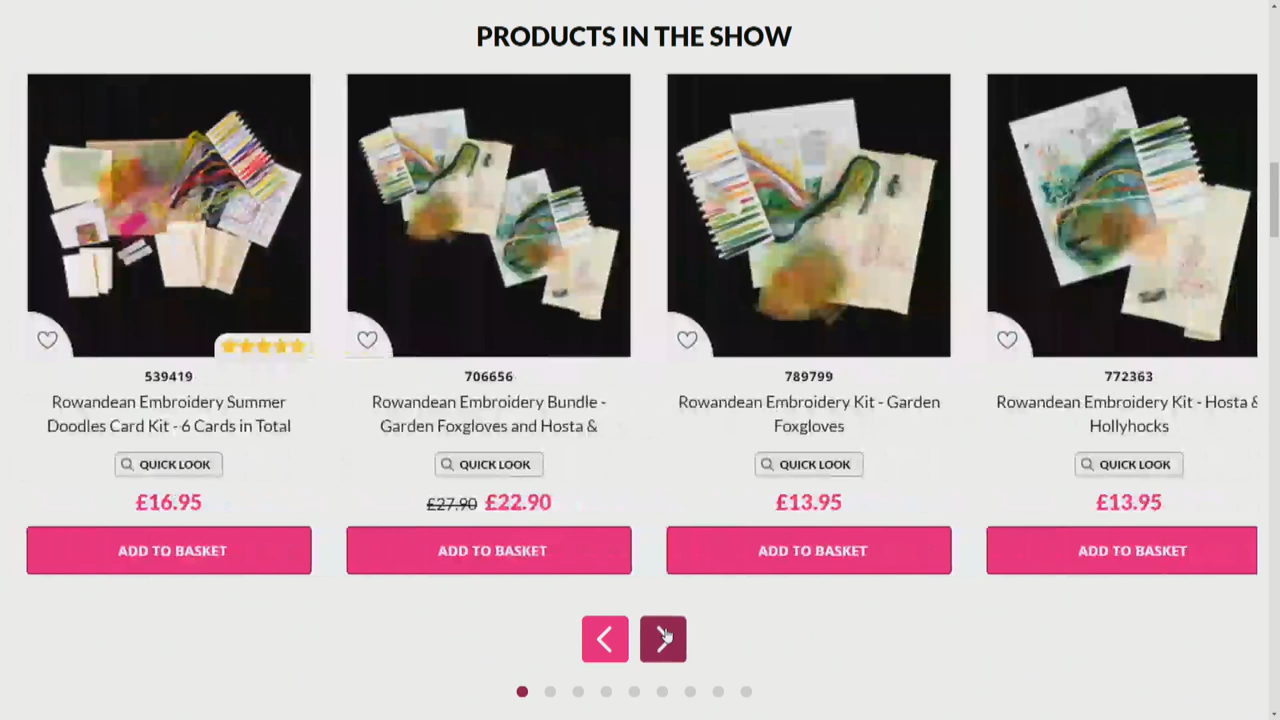 PRODUCTS IN THE SHOW
539419
Rowandean Embroidery Summer
Doodles Card Kit - 6 Cards in Total
QUICK LOOK
£16.95
ADD TO BASKET
706656
Rowandean Embroidery Bundle -
Garden Foxgloves and Hosta &
QUICK LOOK
£27.90 £22.90
ADD TO BASKET
789799
Rowandean Embroidery Kit - Garden
Foxgloves
QUICK LOOK
£13.95
ADD TO BASKET
772363
Rowandean Embroidery Kit - Hosta &
Hollyhocks
QUICK LOOK
£13.95
ADD TO BASKET